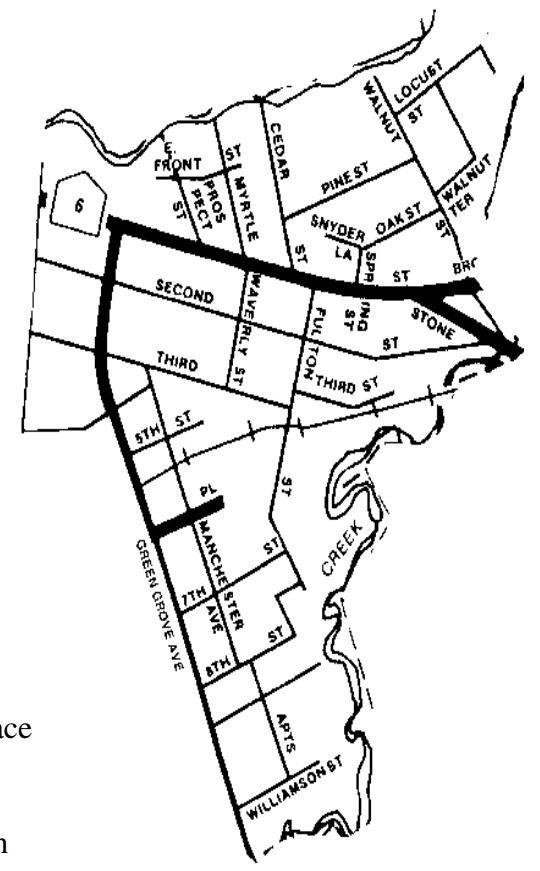 LOCUST
ST
WALNUT
ST
CEDAR
ST
E.
FRONT
ST
PROS
PECT
ST
MYRTLE
PINE ST
WALNUT
TER
OAK ST
SNYDER
LA
6
SPRING
ST
ST
STONE
SECOND
ST
WAVERLY ST
FULTON
ST
THIRD
THIRD ST
5TH ST
PL
MANCHESTER
AVE
CREEK
GREEN GROVE AVE
7TH
ST
8TH
ST
APTS
WILLIAMSON ST